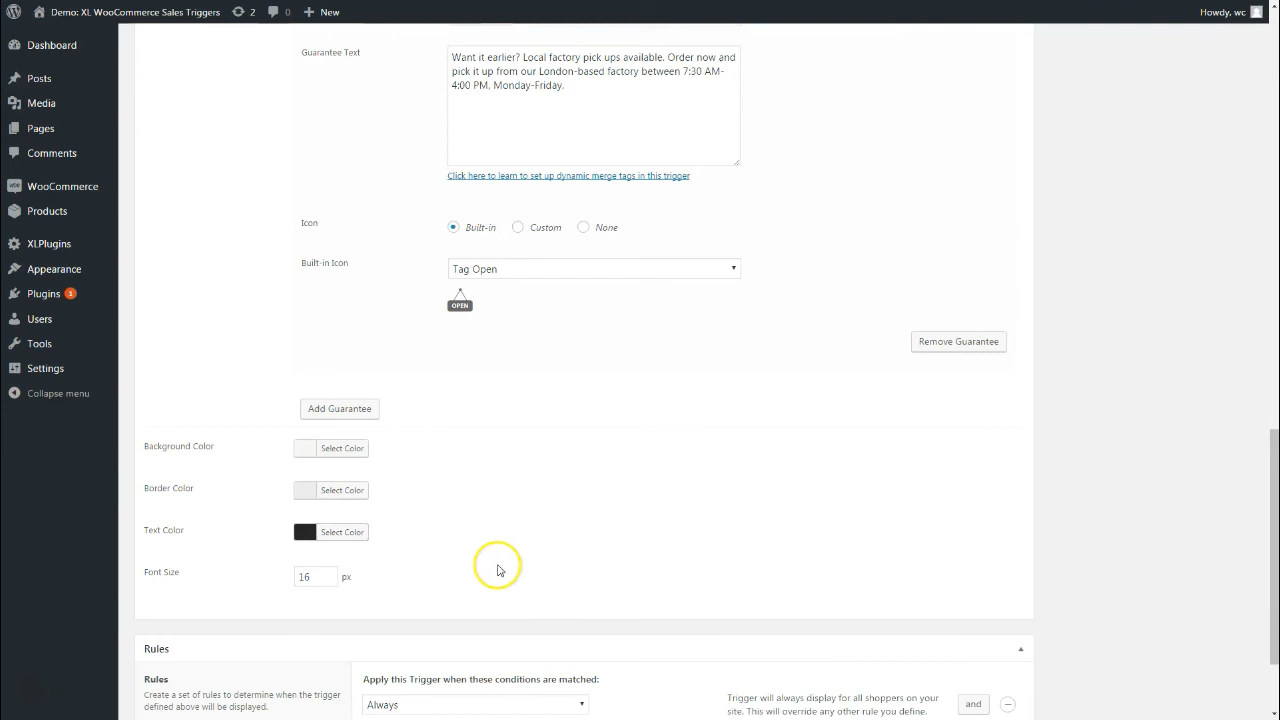 Demo: XL WooCommerce Sales Triggers 2 0 New Howdy, wc
Dashboard
Posts
Media
Pages
Comments
WooCommerce
Products
XLPlugins
Appearance
Plugins 1
Users
Tools
Settings
Collapse menu
Guarantee Text
Want it earlier? Local factory pick ups available. Order now and
pick it up from our London-based factory between 7:30 AM-
4:00 PM, Monday-Friday.
Click here to learn to set up dynamic merge tags in this trigger
Icon Built-in Custom None
Built-in Icon Tag Open
OPEN
Remove Guarantee
Add Guarantee
Background Color Select Color
Border Color Select Color
Text Color Select Color
Font Size 16 px
Rules
Rules
Create a set of rules to determine when the trigger
defined above will be displayed.
Apply this Trigger when these conditions are matched:
Always
Trigger will always display for all shoppers on your
site. This will override any other rule you define.
and